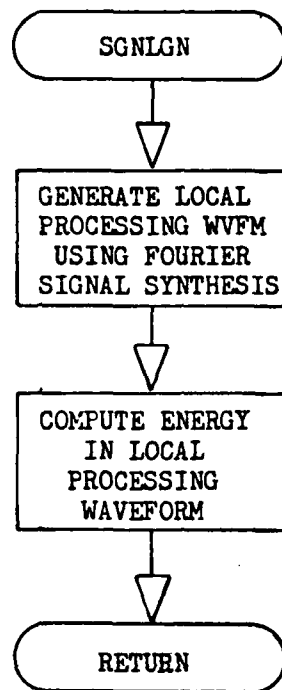 SGNLGN
GENERATE LOCAL
PROCESSING WVFM
USING FOURIER
SIGNAL SYNTHESIS
COMPUTE ENERGY
IN LOCAL
PROCESSING
WAVEFORM
RETURN